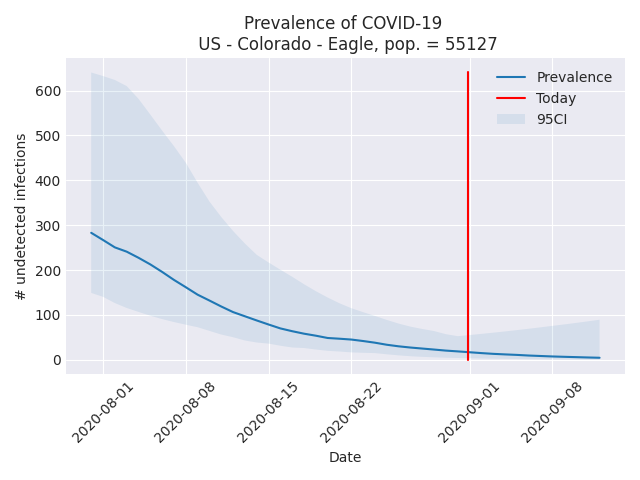 Prevalence of COVID-19
US - Colorado - Eagle, pop. = 55127
Prevalence
Today
95CI
# undetected infections
600
500
400
300
200
100
0
2020-08-01
2020-08-08
2020-08-15
2020-08-22
2020-09-01
2020-09-08
Date